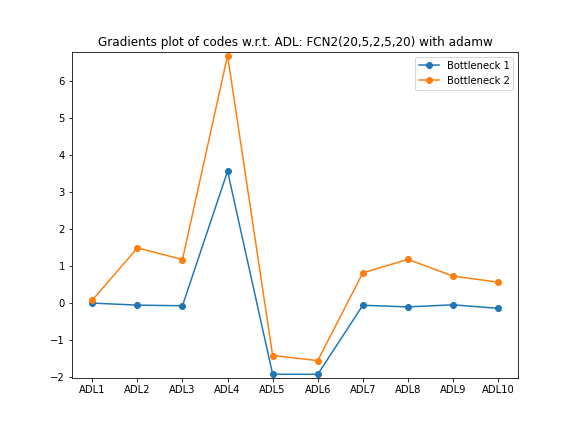 Gradients plot of codes w.r.t. ADL: FCN2(20,5,2,5,20) with adamw
Bottleneck 1
Bottleneck 2
6
5
4
3
2
1
0
−1
−2
ADL1 ADL2 ADL3 ADL4 ADL5 ADL6 ADL7 ADL8 ADL9 ADL10